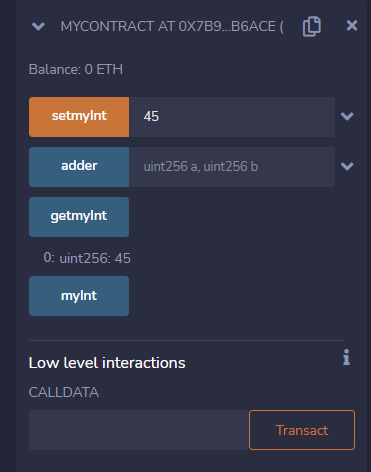 MYCONTRACT AT 0X7B9...B6ACE (
Balance: 0 ETH
setmyInt 45
adder uint256 a, uint256 b
getmyInt
0: uint256: 45
myInt
Low level interactions
CALLDATA
Transact